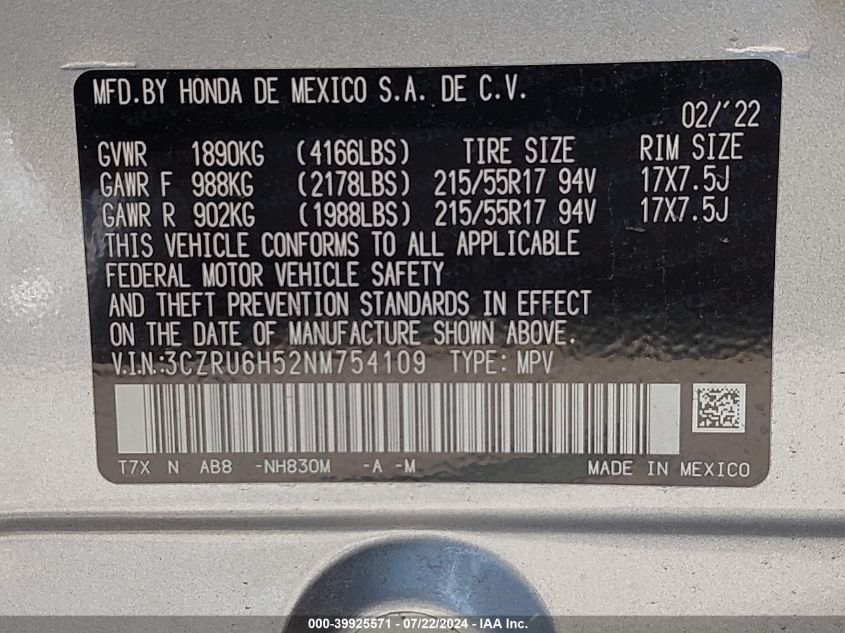 MFD.BY HONDA DE MEXICO S.A. DE C.V.
02/'22
GVWR 1890KG (4166LBS) TIRE SIZE RIM SIZE
GAWR F 988KG (2178LBS) 215/55R17 94V 17X7.5J
GAWR R 902KG (1988LBS) 215/55R17 94V 17X7.5J
THIS VEHICLE CONFORMS TO ALL APPLICABLE
FEDERAL MOTOR VEHICLE SAFETY
AND THEFT PREVENTION STANDARDS IN EFFECT
ON THE DATE OF MANUFACTURE SHOWN ABOVE.
V.I.N.:3CZRU6H52NM754109 TYPE: MPV
T7X N AB8 -NH830M -A -M MADE IN MEXICO
000-39925571 - 07/22/2024 - IAA Inc.